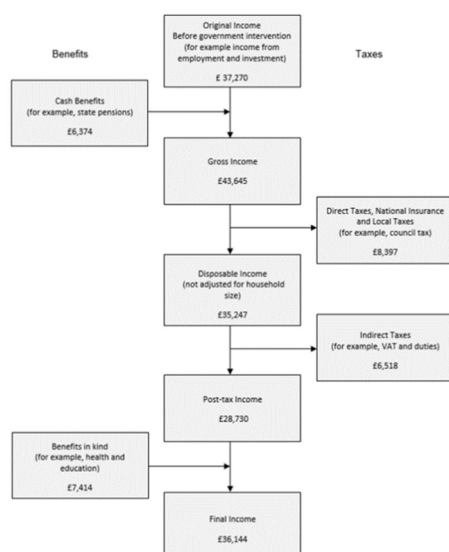 Benefits
Taxes
Original Income
Before government intervention
(for example income from
employment and investment)
£ 37,270
Cash Benefits
(for example, state pensions)
£6,374
Gross Income
£43,645
Direct Taxes, National Insurance
and Local Taxes
(for example, council tax)
£8,397
Disposable Income
(not adjusted for household
size)
£35,247
Indirect Taxes
(for example, VAT and duties)
£6,518
Post-tax Income
£28,730
Benefits in kind
(for example, health and
education)
£7,414
Final Income
£36,144